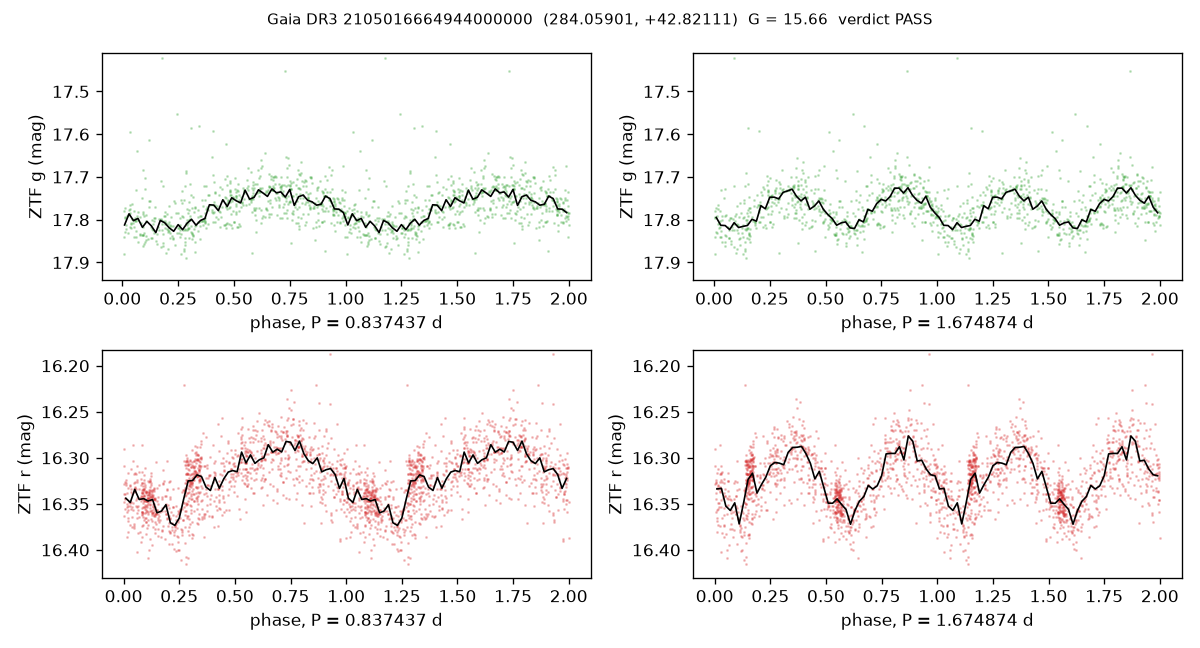 Gaia DR3 2105016664944000000  (284.05901, +42.82111)  G = 15.66  verdict PASS
ZTF g (mag)
17.5
17.6
17.7
17.8
17.9
0.00 0.25 0.50 0.75 1.00 1.25 1.50 1.75 2.00
phase, P = 0.837437 d
ZTF g (mag)
17.5
17.6
17.7
17.8
17.9
0.00 0.25 0.50 0.75 1.00 1.25 1.50 1.75 2.00
phase, P = 1.674874 d
ZTF r (mag)
16.20
16.25
16.30
16.35
16.40
0.00 0.25 0.50 0.75 1.00 1.25 1.50 1.75 2.00
phase, P = 0.837437 d
ZTF r (mag)
16.20
16.25
16.30
16.35
16.40
0.00 0.25 0.50 0.75 1.00 1.25 1.50 1.75 2.00
phase, P = 1.674874 d